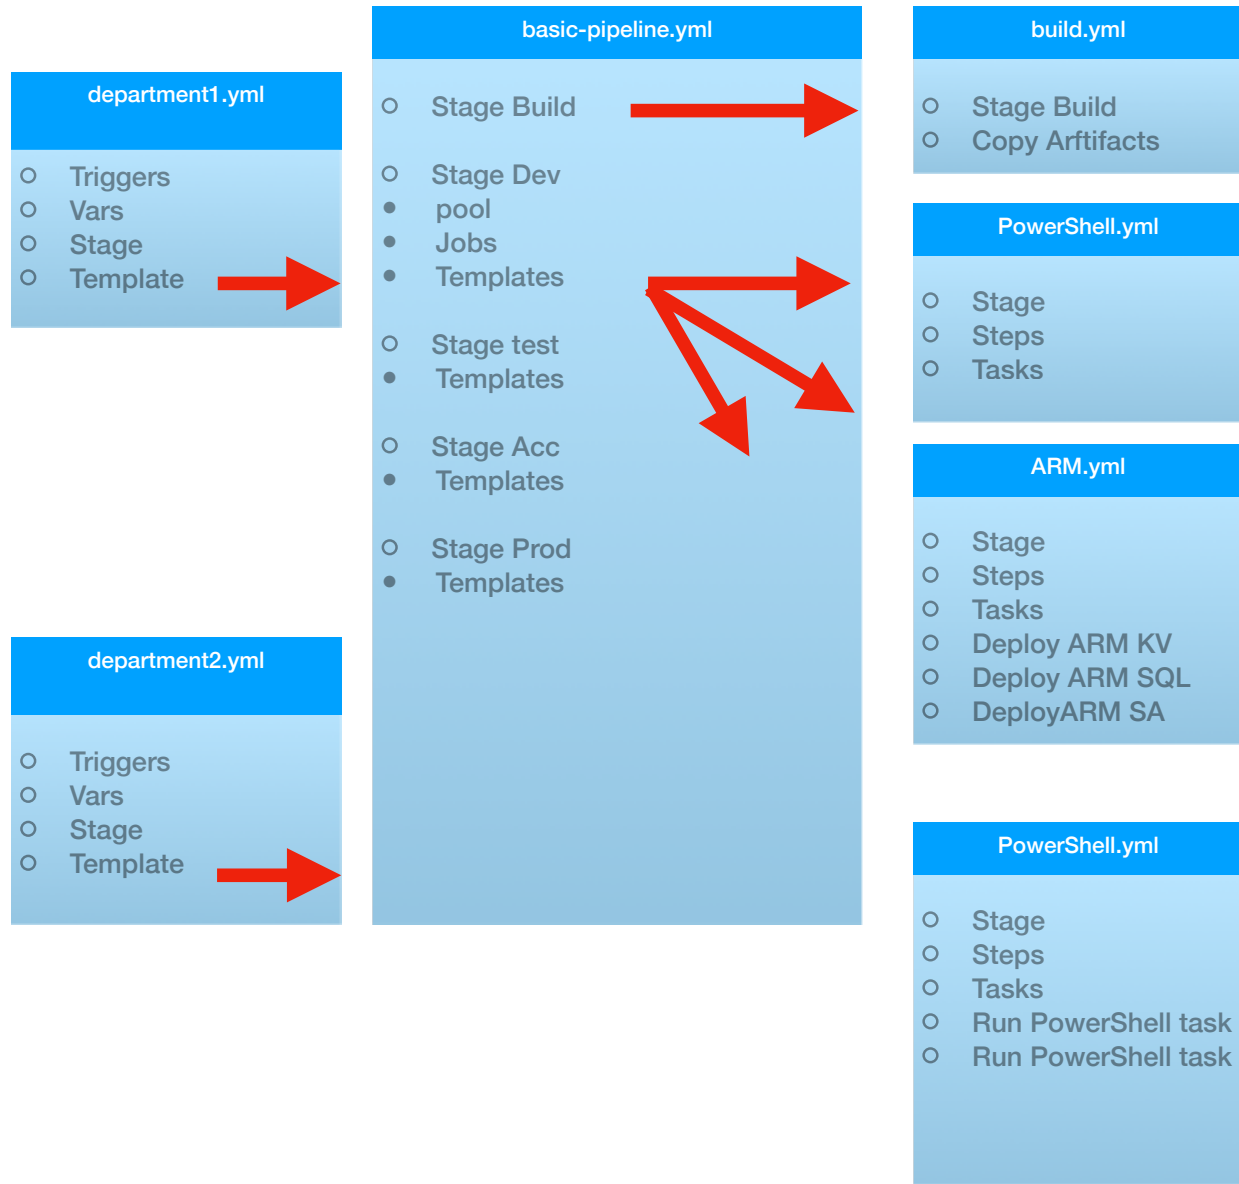 department1.yml
Triggers
Vars
Stage
Template
department2.yml
Triggers
Vars
Stage
Template
basic-pipeline.yml
Stage Build
Stage Dev
pool
Jobs
Templates
Stage test
Templates
Stage Acc
Templates
Stage Prod
Templates
build.yml
Stage Build
Copy Arftifacts
PowerShell.yml
Stage
Steps
Tasks
ARM.yml
Stage
Steps
Tasks
Deploy ARM KV
Deploy ARM SQL
DeployARM SA
PowerShell.yml
Stage
Steps
Tasks
Run PowerShell task
Run PowerShell task